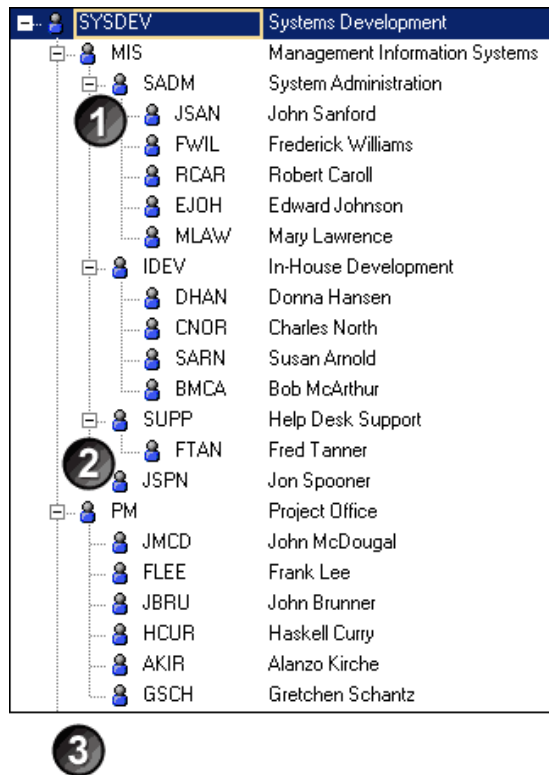 SYSDEV Systems Development
MIS Management Information Systems
SADM System Administration
1 JSAN John Sanford
FWIL Frederick Williams
RCAR Robert Caroll
EJOH Edward Johnson
MLAW Mary Lawrence
IDEV In-House Development
DHAN Donna Hansen
CNOR Charles North
SARN Susan Arnold
BMCA Bob McArthur
SUPP Help Desk Support
FTAN Fred Tanner
2 JSPN Jon Spooner
PM Project Office
JMCD John McDougal
FLEE Frank Lee
JBRU John Brunner
HCUR Haskell Curry
AKIR Alanzo Kirche
GSCH Gretchen Schantz
3